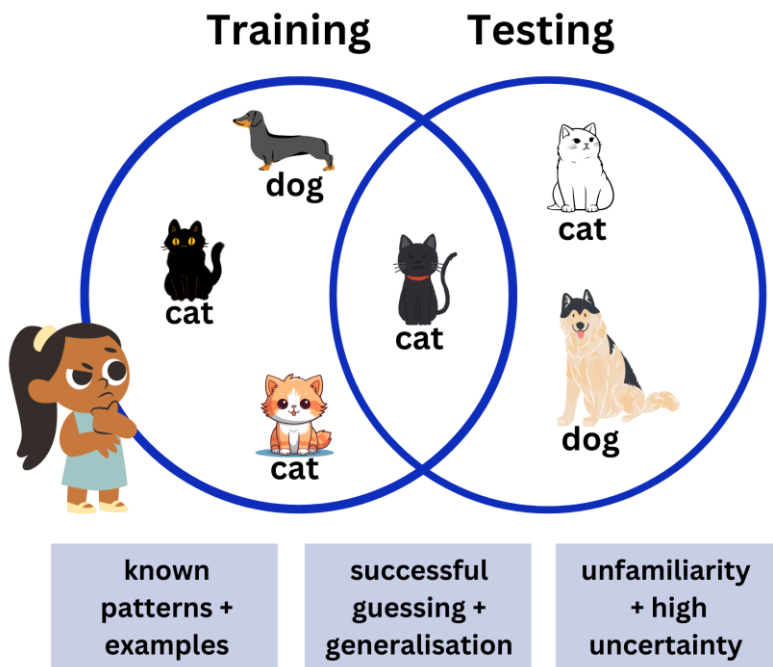 Training
Testing
dog
cat
cat
cat
cat
dog
known
patterns +
examples
successful
guessing +
generalisation
unfamiliarity
+ high
uncertainty